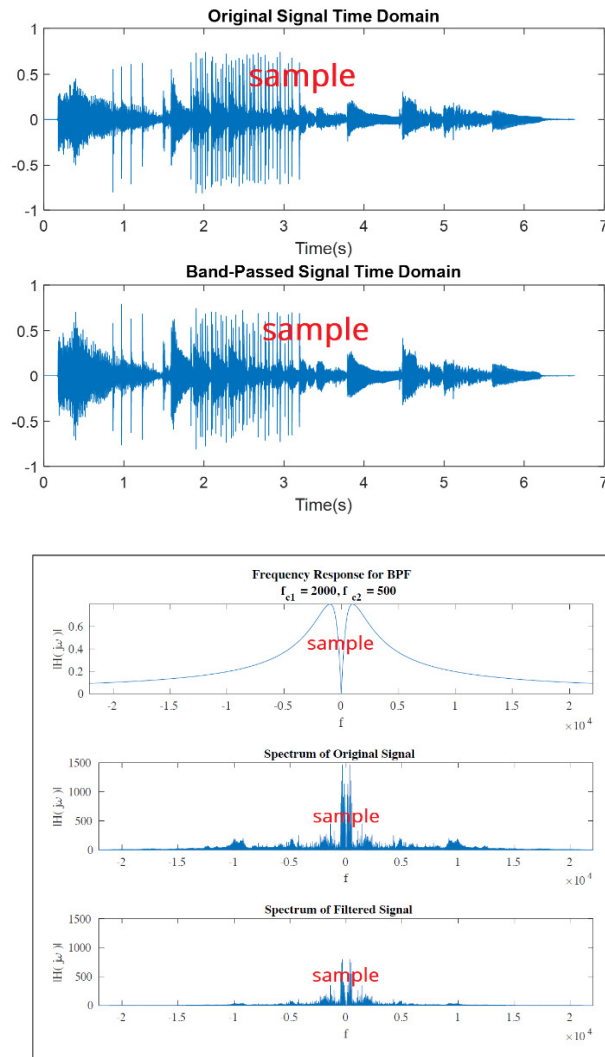 Original Signal Time Domain
1
0.5
0
-0.5
-1
sample
0 1 2 3 4 5 6 7
Time(s)
Band-Passed Signal Time Domain
1
0.5
0
-0.5
-1
sample
0 1 2 3 4 5 6 7
Time(s)
Frequency Response for BPF
f c1 = 2000, f c2 = 500
|H( jω )|
0.6
0.4
0.2
0
sample
-2 -1.5 -1 -0.5 0 0.5 1 1.5 2
f
× 10^4
Spectrum of Original Signal
|H( jω )|
1500
1000
500
0
sample
-2 -1.5 -1 -0.5 0 0.5 1 1.5 2
f
× 10^4
Spectrum of Filtered Signal
|H( jω )|
1500
1000
500
0
sample
-2 -1.5 -1 -0.5 0 0.5 1 1.5 2
f
× 10^4